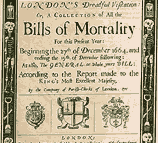 LONDON'S Dreadful Visitation:
Or, A COLLECTION of All the
Bills of Mortality
For this Present Year:
Beginning the 27th of December 1664. and
ending the 19th. of December following:
As also, The GENERAL or Whole years BILL:
According to the Report made to the
KING'S Most Excellent Majesty,
By the Company of Parish-Clerks of London, &c.
LONDON: